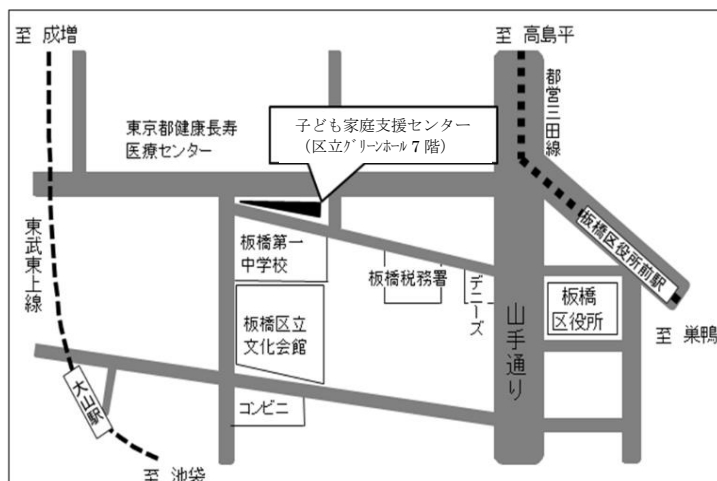 至 成増
至 高島平
都営三田線
東京都健康長寿
医療センター
子ども家庭支援センター
(区立グリーンホール 7 階)
東武東上線
板橋第一
中学校
板橋税務署
デニーズ
板橋区役所前駅
板橋
区役所
板橋区立
文化会館
山手通り
至 巣鴨
大山駅
コンビニ
至 池袋